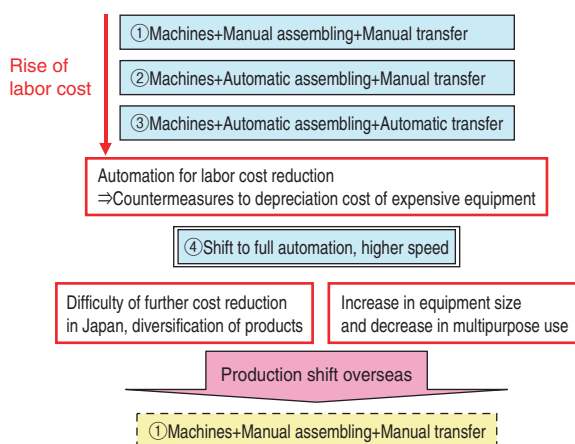 ①Machines+Manual assembling+Manual transfer
Rise of
labor cost
②Machines+Automatic assembling+Manual transfer
③Machines+Automatic assembling+Automatic transfer
Automation for labor cost reduction
⇒Countermeasures to depreciation cost of expensive equipment
④Shift to full automation, higher speed
Difficulty of further cost reduction
in Japan, diversification of products
Increase in equipment size
and decrease in multipurpose use
Production shift overseas
①Machines+Manual assembling+Manual transfer